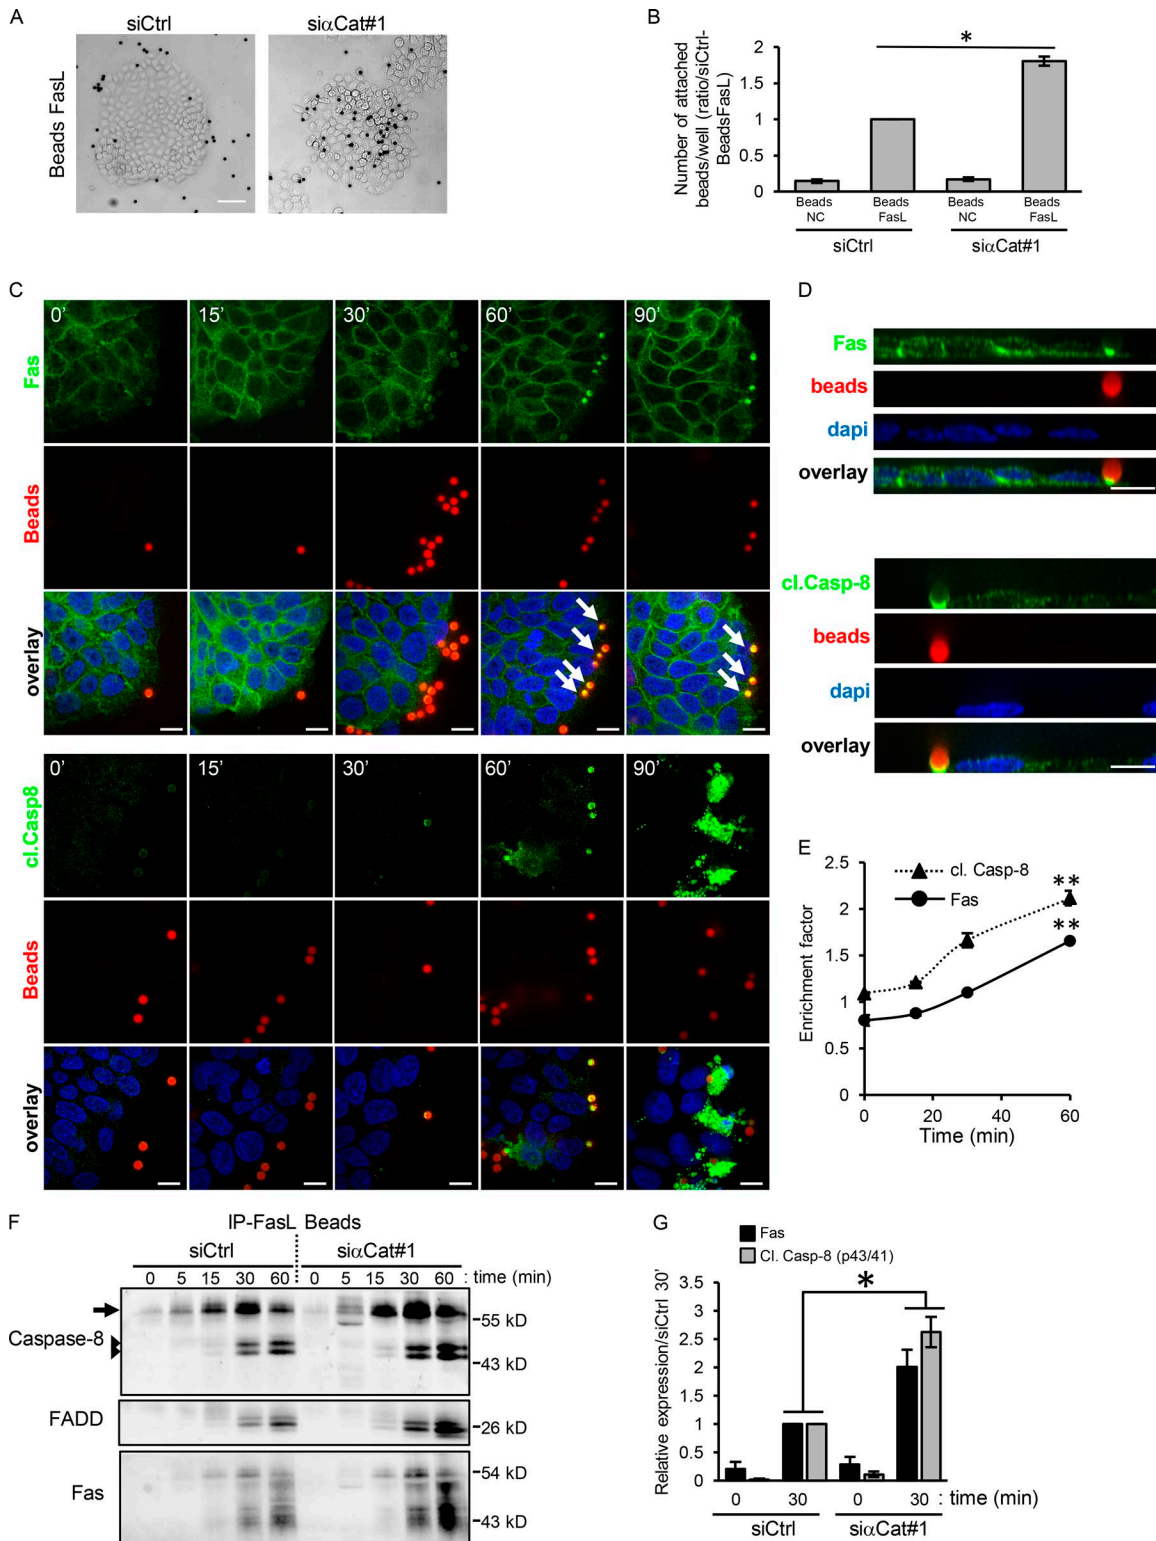 A
siCtrl
siαCat#1
Beads FasL
B
Number of attached
beads/well (ratio/siCtrl-
BeadsFasL)
2
1.5
1
0.5
0
*
Beads NC
Beads FasL
Beads NC
Beads FasL
siCtrl
siαCat#1
C
0'
15'
30'
60'
90'
Fas
Beads
overlay
0'
15'
30'
60'
90'
cl.Casp8
Beads
overlay
D
Fas
beads
dapi
overlay
cl.Casp-8
beads
dapi
overlay
E
Enrichment factor
2.5
2
1.5
1
0.5
0
cl. Casp-8
Fas
**
**
0
20
40
60
Time (min)
F
IP-FasL Beads
siCtrl
siαCat#1
0 5 15 30 60 0 5 15 30 60 : time (min)
Caspase-8
-55 kD
-43 kD
FADD
-26 kD
Fas
-54 kD
-43 kD
G
Fas
Cl. Casp-8 (p43/41)
Relative expression/siCtrl 30'
3.5
3
2.5
2
1.5
1
0.5
0
*
0 30 0 30 : time (min)
siCtrl
siαCat#1